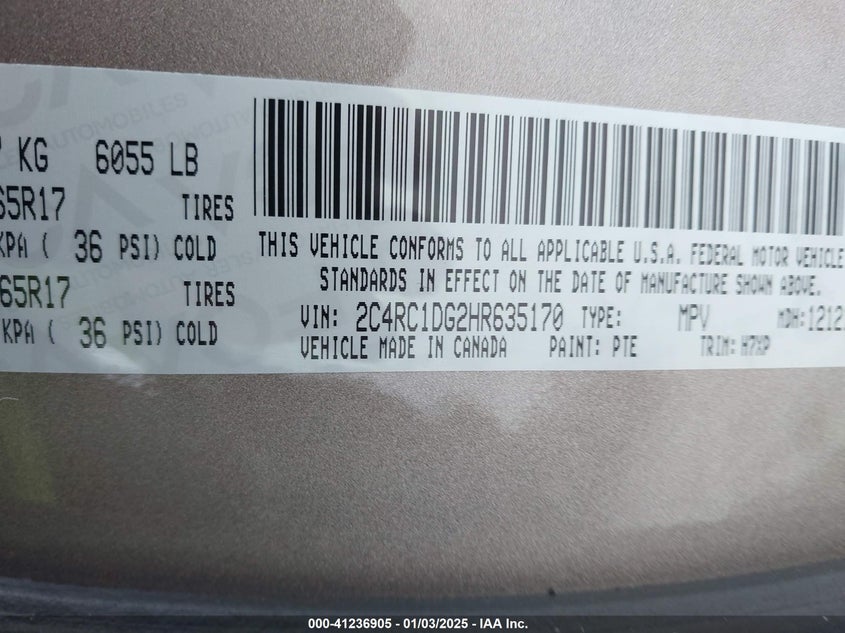 KG 6055 LB
65R17 TIRES
KPA ( 36 PSI) COLD
65R17 TIRES
KPA ( 36 PSI) COLD
THIS VEHICLE CONFORMS TO ALL APPLICABLE U.S.A. FEDERAL MOTOR VEHICLE
STANDARDS IN EFFECT ON THE DATE OF MANUFACTURE SHOWN ABOVE.
VIN: 2C4RC1DG2HR635170 TYPE: MPV MDH: 1212
VEHICLE MADE IN CANADA PAINT: PTE TRIM: H7XP
000-41236905 - 01/03/2025 - IAA Inc.